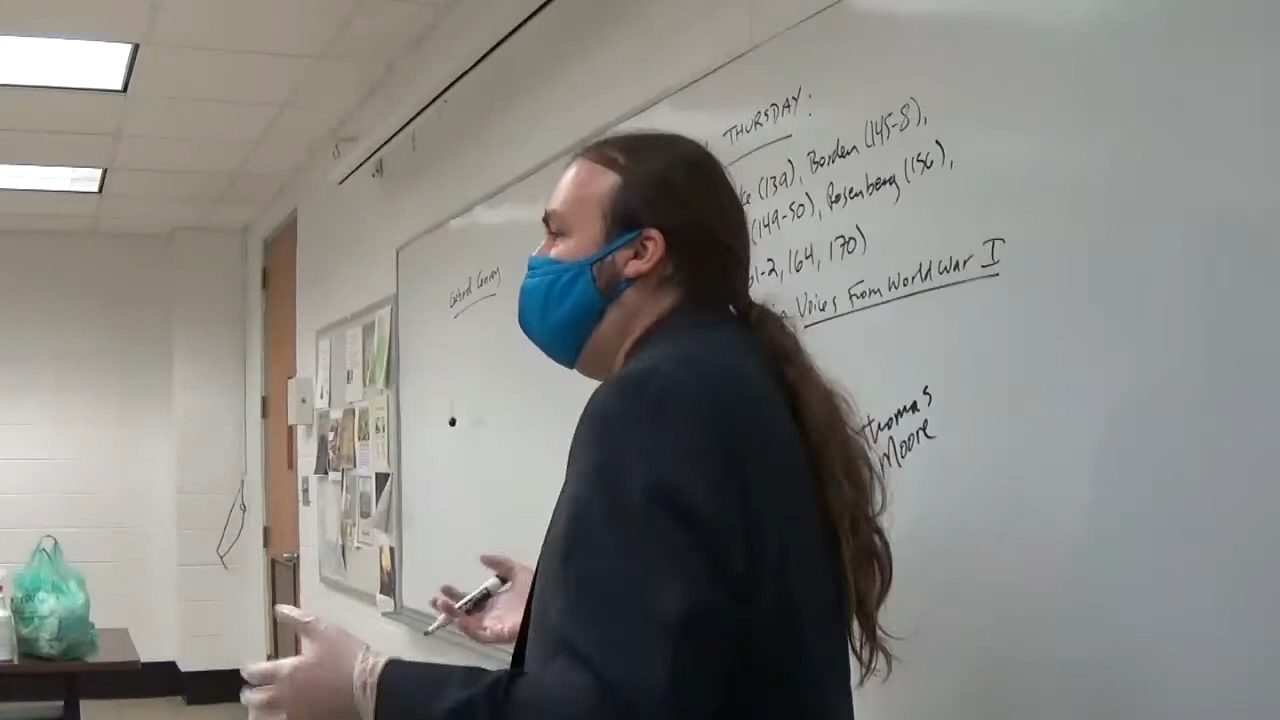 THURSDAY:
ke (139), Borden (145-8),
(149-50), Rosenberg (156),
1-2, 164, 170)
Voices From World War I
Thomas
Moore